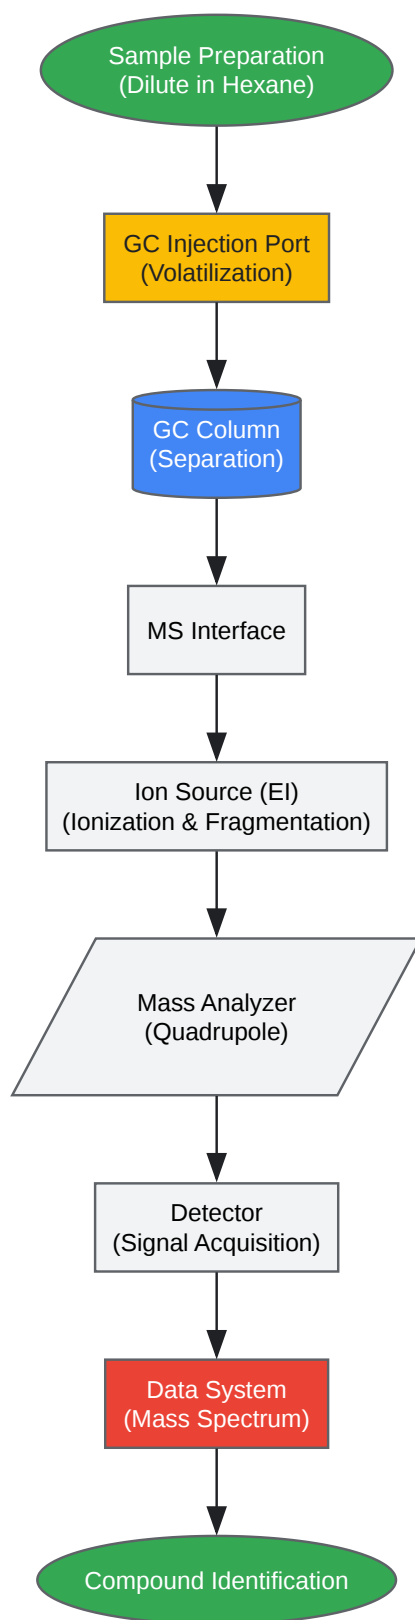 Sample Preparation
(Dilute in Hexane)
GC Injection Port
(Volatilization)
GC Column
(Separation)
MS Interface
Ion Source (EI)
(Ionization & Fragmentation)
Mass Analyzer
(Quadrupole)
Detector
(Signal Acquisition)
Data System
(Mass Spectrum)
Compound Identification